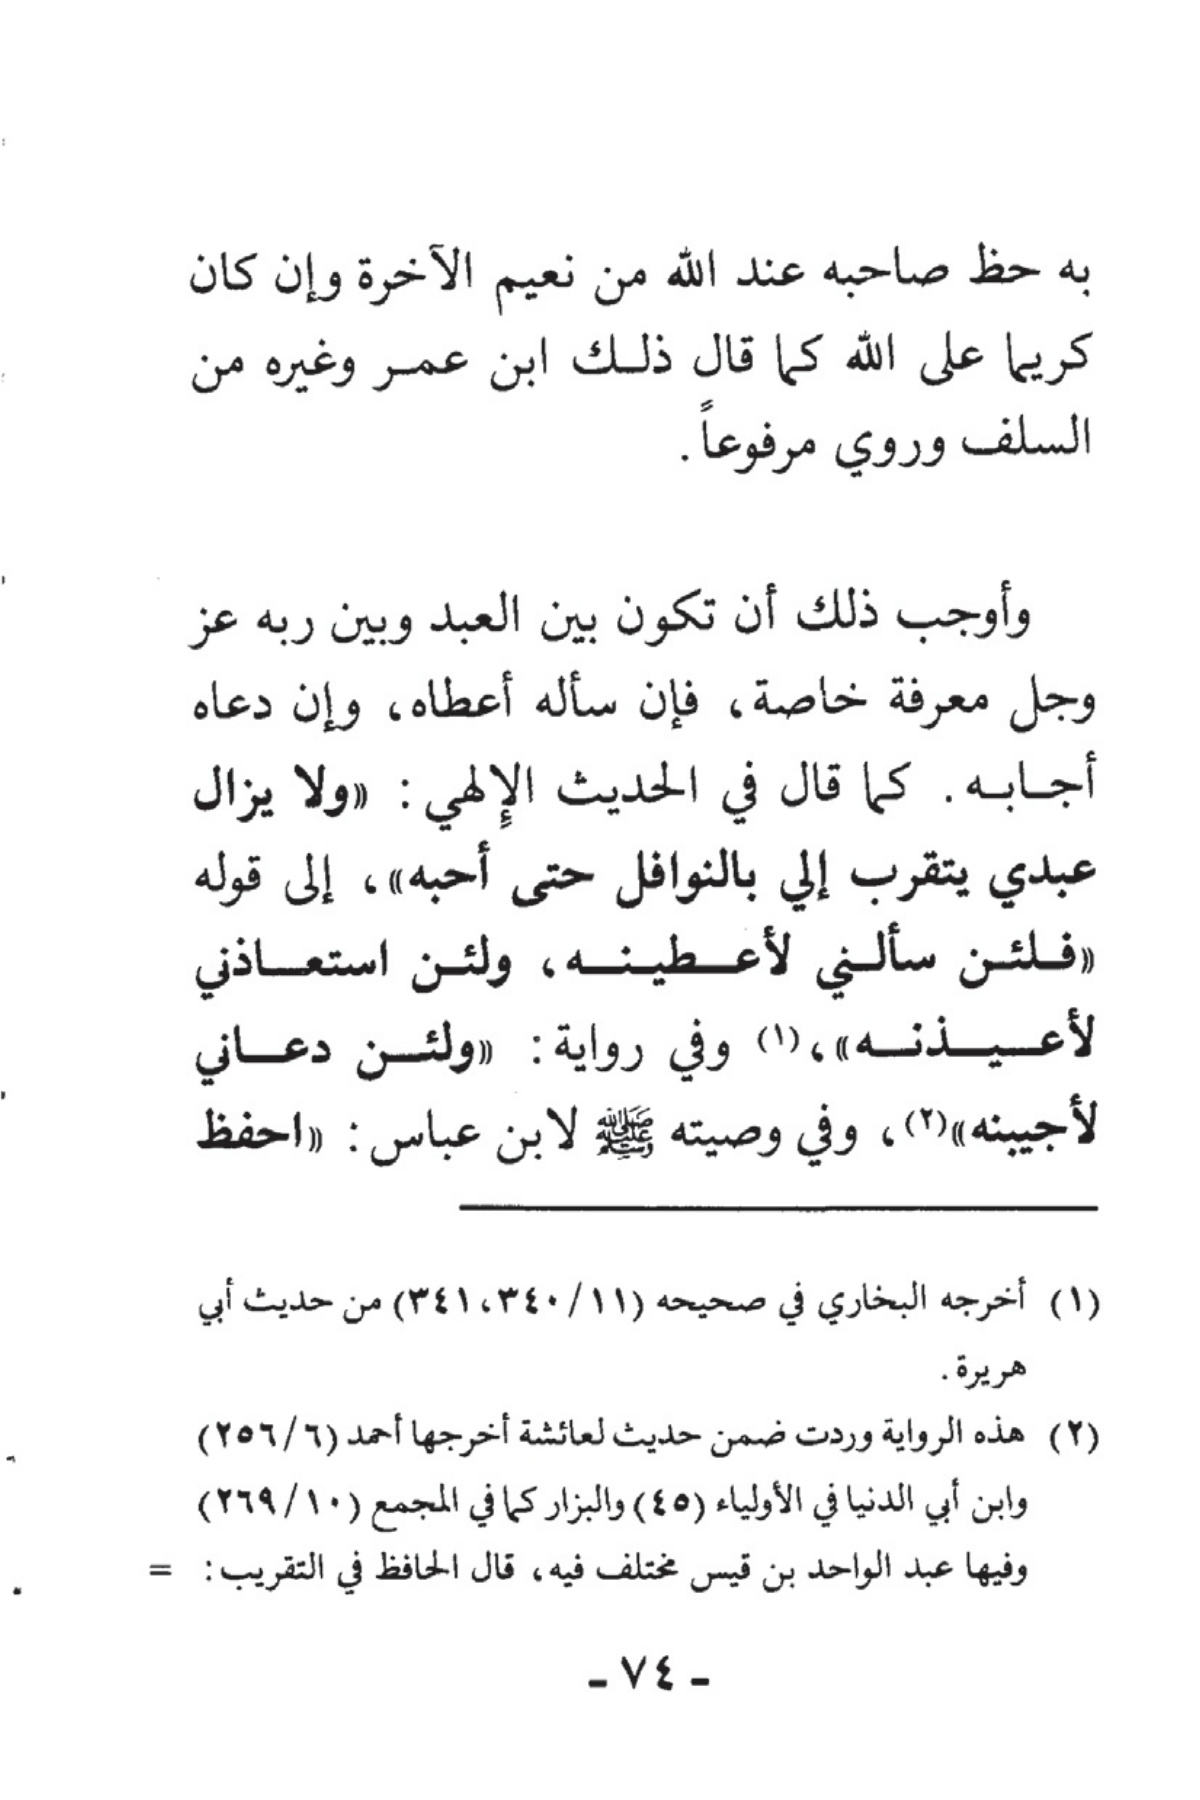 به حظ صاحبه عند الله من نعيم الآخرة وإن كان
كريما على الله كما قال ذلك ابن عمر وغيره من
السلف وروي مرفوعاً .
وأوجب ذلك أن تكون بين العبد وبين ربه عز
وجل معرفة خاصة، فإن سأله أعطاه، وإن دعاه
أجابه . كما قال في الحديث الإلهي : «ولا يزال
عبدي يتقرب إلي بالنوافل حتى أحبه»، إلى قوله
«فلئن سألني لأعطينه، ولئن استعاذني
لأعيذنه»،(١) وفي رواية : «ولئن دعاني
لأجيبنه»(٢)، وفي وصيته ﷺ لابن عباس : «احفظ
(١) أخرجه البخاري في صحيحه (١١/ ٣٤٠، ٣٤١) من حديث أبي
هريرة .
(٢) هذه الرواية وردت ضمن حديث لعائشة أخرجها أحمد (٦/ ٢٥٦)
وابن أبي الدنيا في الأولياء (٤٥) والبزار كما في المجمع (١٠/ ٢٦٩)
وفيها عبد الواحد بن قيس مختلف فيه، قال الحافظ في التقريب : =
- ٧٤ -